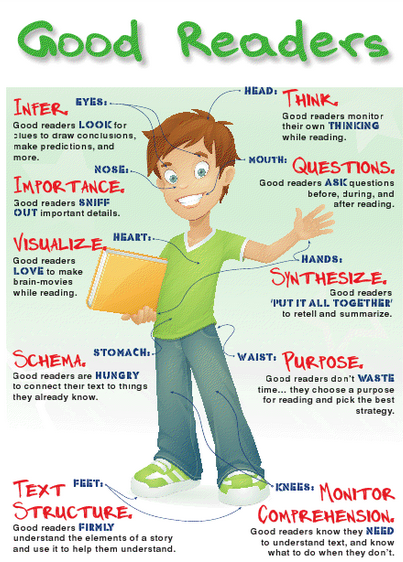 Good Readers
INFER. EYES:
Good readers LOOK for
clues to draw conclusions,
make predictions, and
more.
HEAD: THINK.
Good readers monitor
their own THINKING
while reading.
NOSE:
IMPORTANCE.
Good readers SNIFF
OUT important details.
MOUTH:
QUESTIONS.
Good readers ASK questions
before, during, and
after reading.
VISUALIZE. HEART:
Good readers
LOVE to make
brain-movies
while reading.
HANDS:
SYNTHESIZE.
Good readers
'PUT IT ALL TOGETHER'
to retell and summarize.
SCHEMA. STOMACH:
Good readers are HUNGRY
to connect their text to things
they already know.
WAIST: PURPOSE.
Good readers don't WASTE
time... they choose a purpose
for reading and pick the best
strategy.
TEXT FEET:
STRUCTURE.
Good readers FIRMLY
understand the elements of a story
and use it to help them understand.
KNEES: MONITOR
COMPREHENSION.
Good readers know they NEED
to understand text, and know
what to do when they don't.